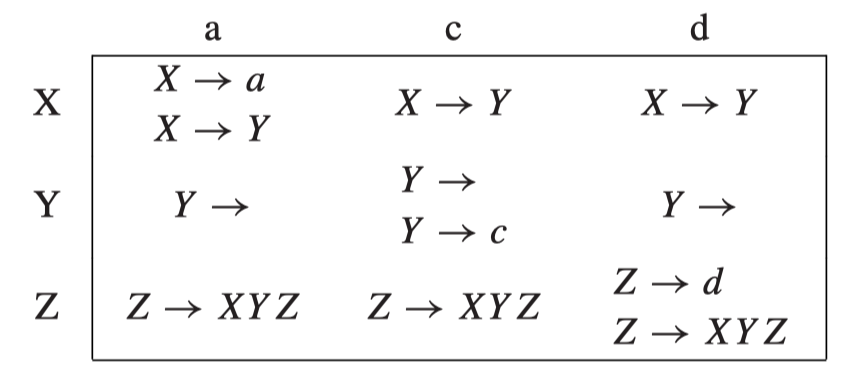 a c d
X X → a X → Y X → Y
X → Y
Y Y → Y → Y →
Y → c
Z Z → XYZ Z → XYZ Z → d
Z → XYZ